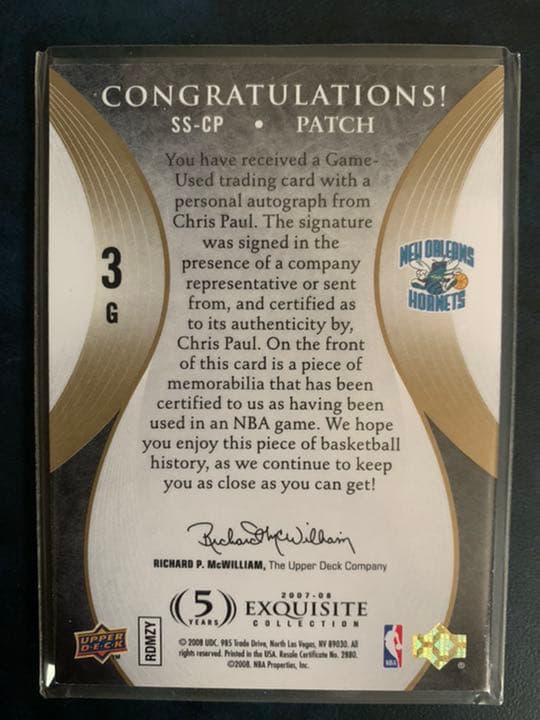 CONGRATULATIONS!
SS-CP • PATCH
You have received a Game-
Used trading card with a
personal autograph from
Chris Paul. The signature
was signed in the
presence of a company
representative or sent
from, and certified as
to its authenticity by,
Chris Paul. On the front
of this card is a piece of
memorabilia that has been
certified to us as having been
used in an NBA game. We hope
you enjoy this piece of basketball
history, as we continue to keep
you as close as you can get!
3
G
NEW ORLEANS
HORNETS
Richard P. McWilliam
RICHARD P. McWILLIAM, The Upper Deck Company
2007-08
(5) EXQUISITE
YEARS COLLECTION
UPPER
DECK
TM
RDMZY
© 2008 UDC. 985 Trade Drive, North Las Vegas, NV 89030. All
rights reserved. Printed in the USA. Resale Certificate No. 2880.
©2008. NBA Properties, Inc.
NBA
®